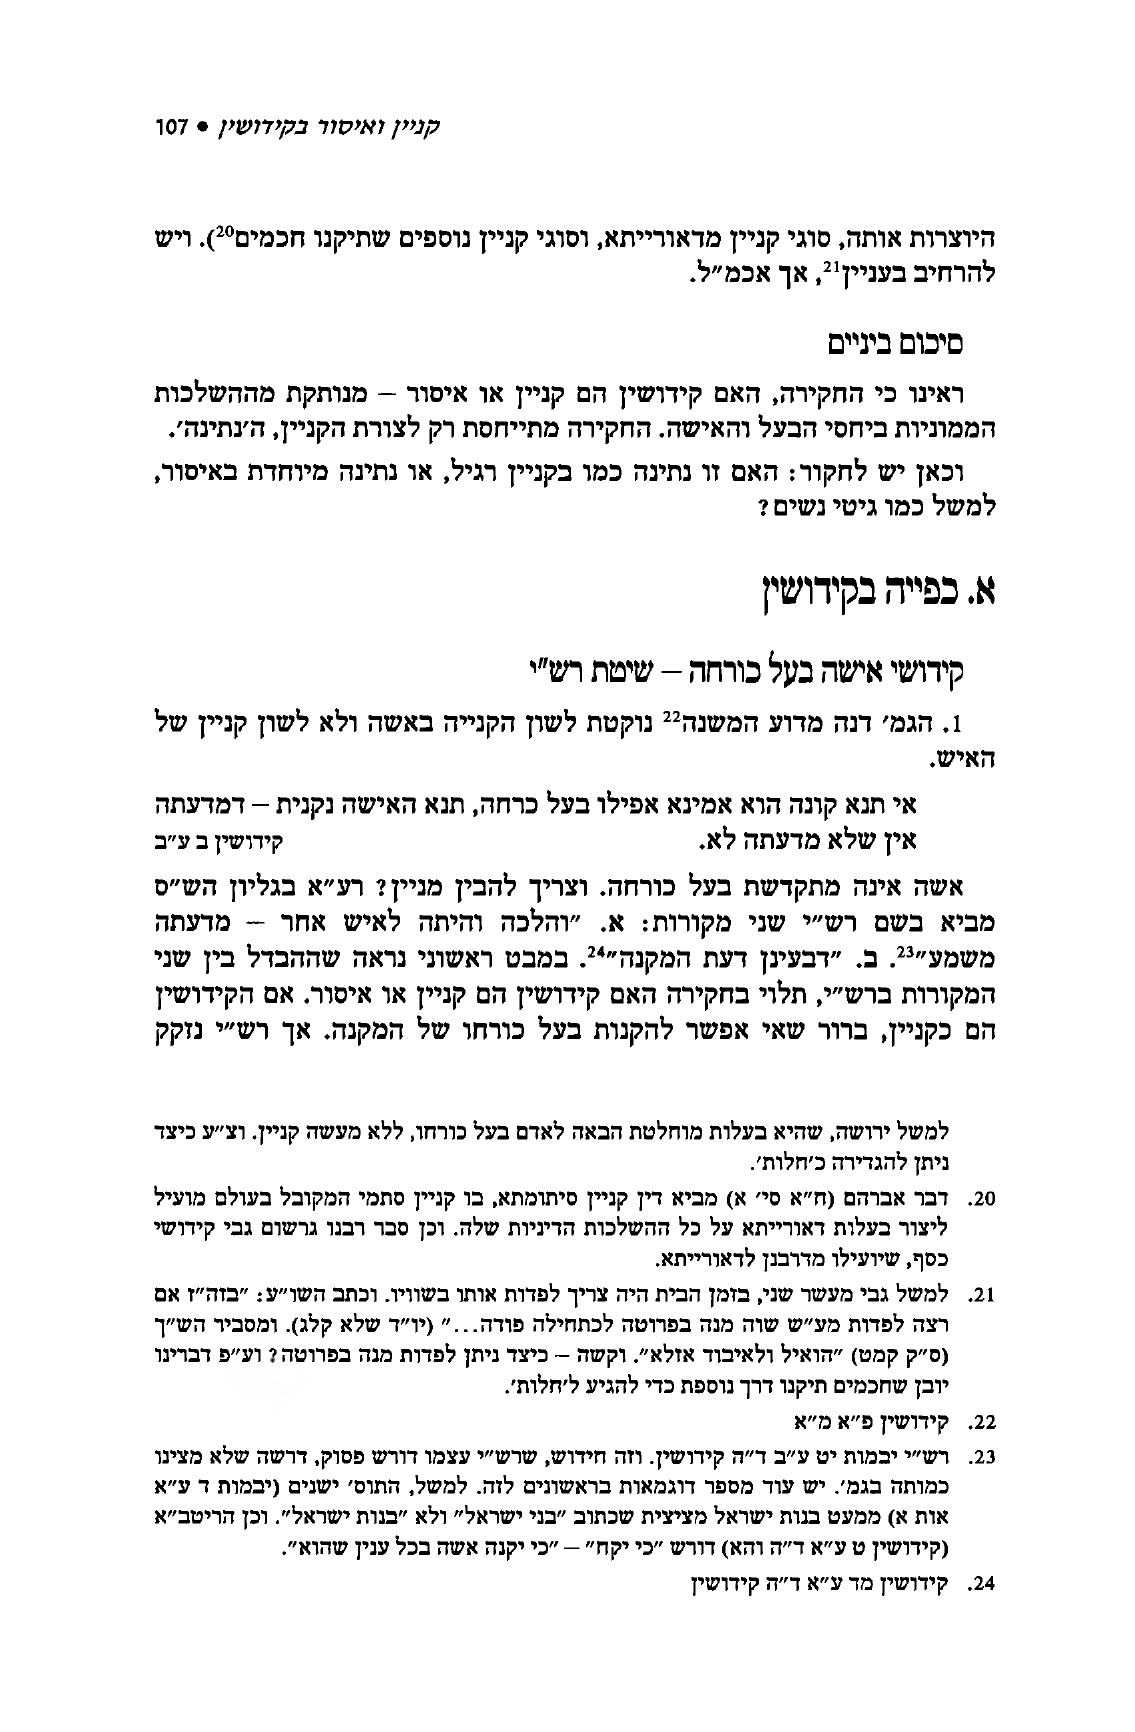 קניין ואיסור בקידושין • 107
היוצרות אותה, סוגי קניין מדאורייתא, וסוגי קניין נוספים שתיקנו חכמים20). ויש
להרחיב בעניין21, אך אכמ"ל.
סיכום ביניים
ראינו כי החקירה, האם קידושין הם קניין או איסור – מנותקת מההשלכות
הממוניות ביחסי הבעל והאישה. החקירה מתייחסת רק לצורת הקניין, ה'נתינה'.
וכאן יש לחקור: האם זו נתינה כמו בקניין רגיל, או נתינה מיוחדת באיסור,
למשל כמו גיטי נשים?
א. כפייה בקידושין
קידושי אישה בעל כורחה – שיטת רש"י
1. הגמ' דנה מדוע המשנה22 נוקטת לשון הקנייה באשה ולא לשון קניין של
האיש.
אי תנא קונה הוא אמינא אפילו בעל כרחה, תנא האישה נקנית – דמדעתה
אין שלא מדעתה לא. קידושין ב ע"ב
אשה אינה מתקדשת בעל כורחה. וצריך להבין מניין? רע"א בגליון הש"ס
מביא בשם רש"י שני מקורות: א. "והלכה והיתה לאיש אחר – מדעתה
משמע"23. ב. "דבעינן דעת המקנה"24. במבט ראשוני נראה שההבדל בין שני
המקורות ברש"י, תלוי בחקירה האם קידושין הם קניין או איסור. אם הקידושין
הם כקניין, ברור שאי אפשר להקנות בעל כורחו של המקנה. אך רש"י נזקק
למשל ירושה, שהיא בעלות מוחלטת הבאה לאדם בעל כורחו, ללא מעשה קניין. וצ"ע כיצד
ניתן להגדירה כ'חלות'.
20. דבר אברהם (ח"א סי' א) מביא דין קניין סיתומתא, בו קניין סתמי המקובל בעולם מועיל
ליצור בעלות דאורייתא על כל ההשלכות הדיניות שלה. וכן סבר רבנו גרשום גבי קידושי
כסף, שיועילו מדרבנן לדאורייתא.
21. למשל גבי מעשר שני, בזמן הבית היה צריך לפדות אותו בשוויו. וכתב השו"ע: "בזה"ז אם
רצה לפדות מע"ש שוה מנה בפרוטה לכתחילה פודה..." (יו"ד שלא קלג). ומסביר הש"ך
(ס"ק קמט) "הואיל ולאיבוד אזלא". וקשה – כיצד ניתן לפדות מנה בפרוטה? וע"פ דברינו
יובן שחכמים תיקנו דרך נוספת כדי להגיע ל'חלות'.
22. קידושין פ"א מ"א
23. רש"י יבמות יט ע"ב ד"ה קידושין. וזה חידוש, שרש"י עצמו דורש פסוק, דרשה שלא מצינו
כמותה בגמ'. יש עוד מספר דוגמאות בראשונים לזה. למשל, התוס' ישנים (יבמות ד ע"א
אות א) ממעט בנות ישראל מציצית שכתוב "בני ישראל" ולא "בנות ישראל". וכן הריטב"א
(קידושין ט ע"א ד"ה והא) דורש "כי יקח" – "כי יקנה אשה בכל ענין שהוא".
24. קידושין מד ע"א ד"ה קידושין